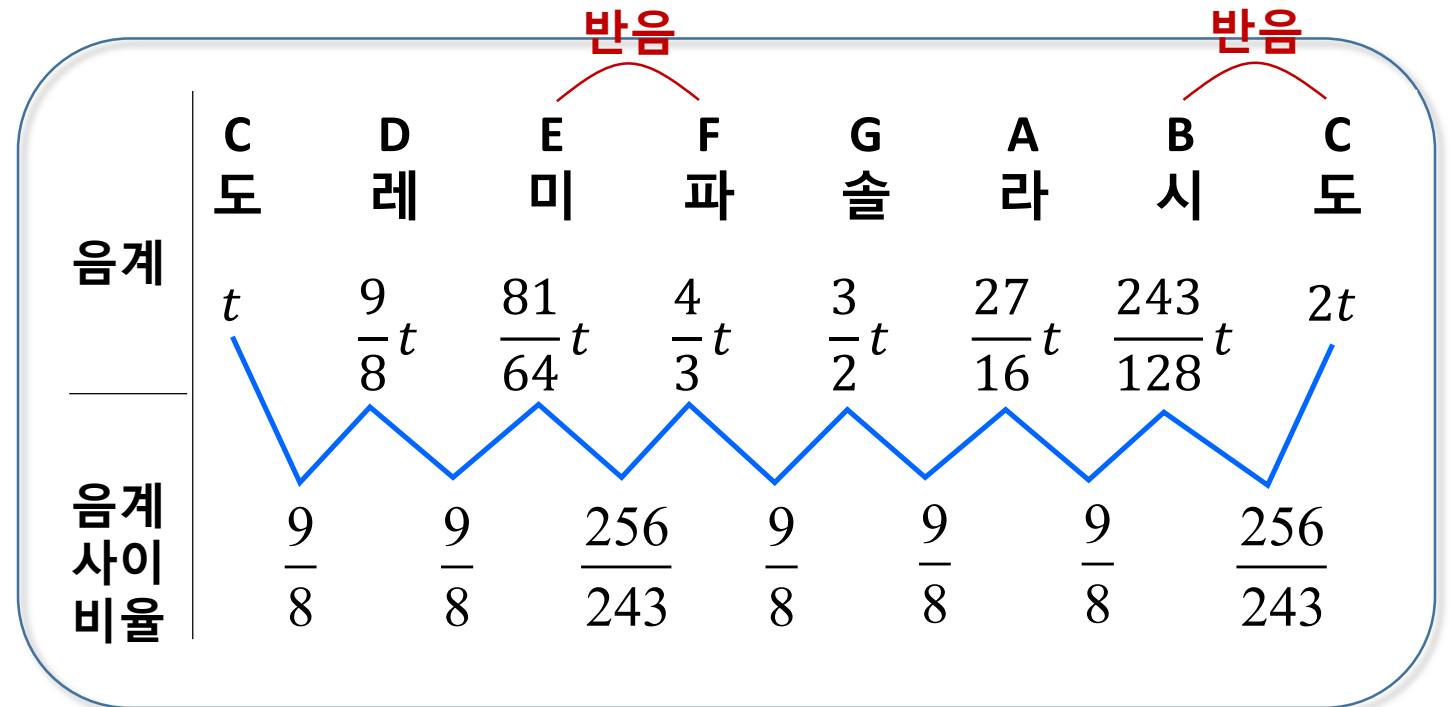 반음 반음
C D E F G A B C
도 레 미 파 솔 라 시 도
음계
t 9/8 t 81/64 t 4/3 t 3/2 t 27/16 t 243/128 t 2t
음계
사이
비율
9/8 9/8 256/243 9/8 9/8 9/8 256/243